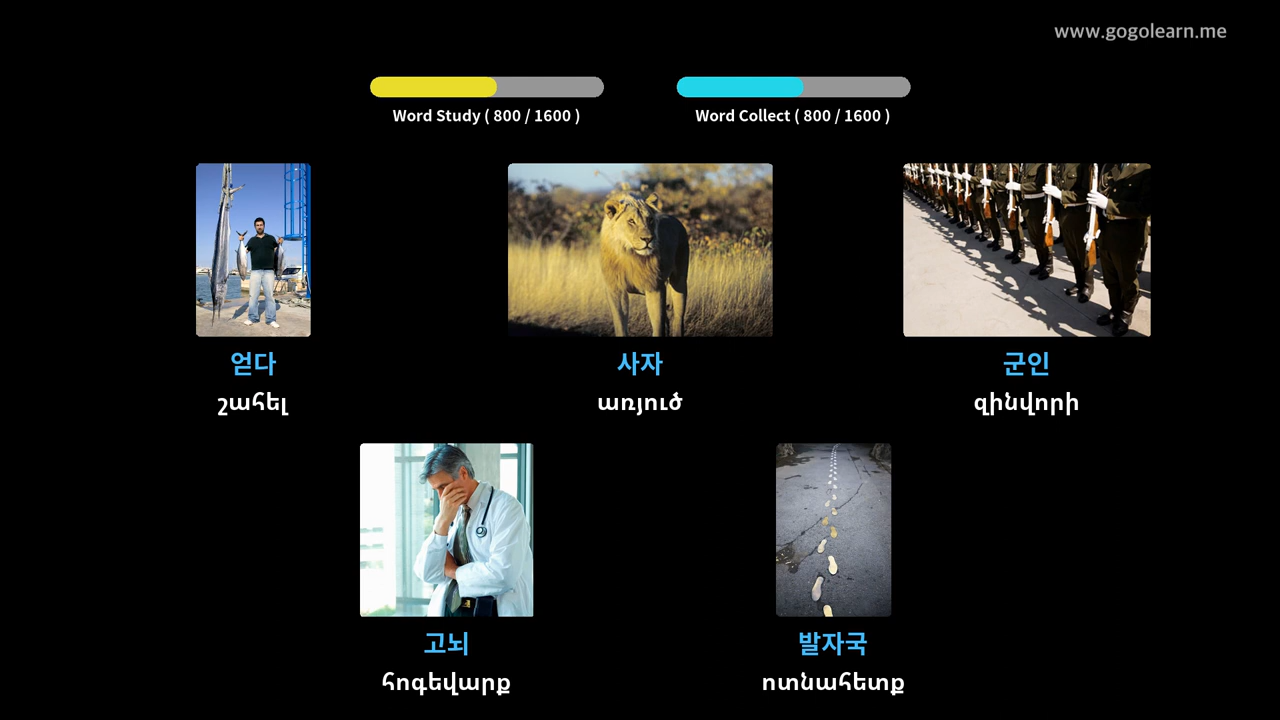 www.gogolearn.me
Word Study ( 800 / 1600 )
Word Collect ( 800 / 1600 )
얻다
사자
군인
շահել
առյուծ
զինվորի
고뇌
발자국
հոգեվարք
ոտնահետք